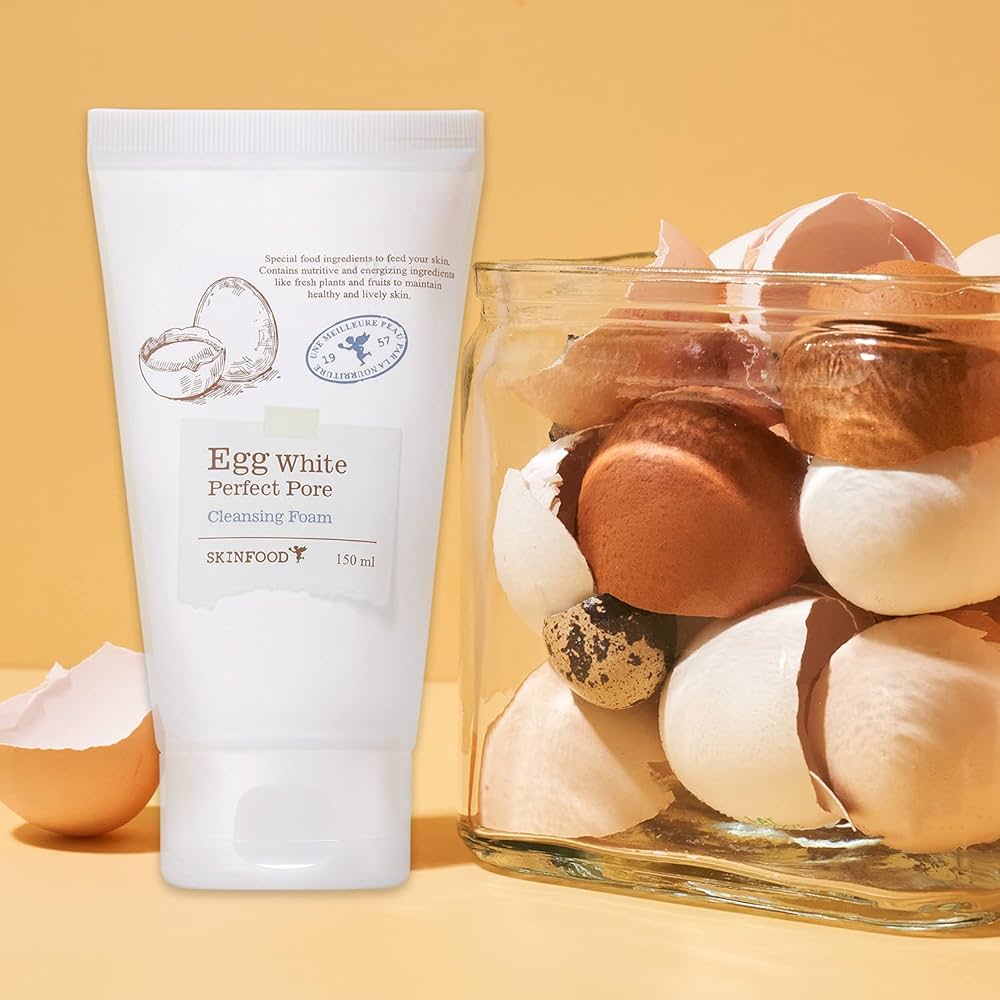 Special food ingredients to feed your skin.
Contains nutritive and energizing ingredients
like fresh plants and fruits to maintain
healthy and lively skin.
UNE MEILLEURE PEAU PAR LA NOURRITURE
1957
Egg White
Perfect Pore
Cleansing Foam
SKINFOOD
150 ml